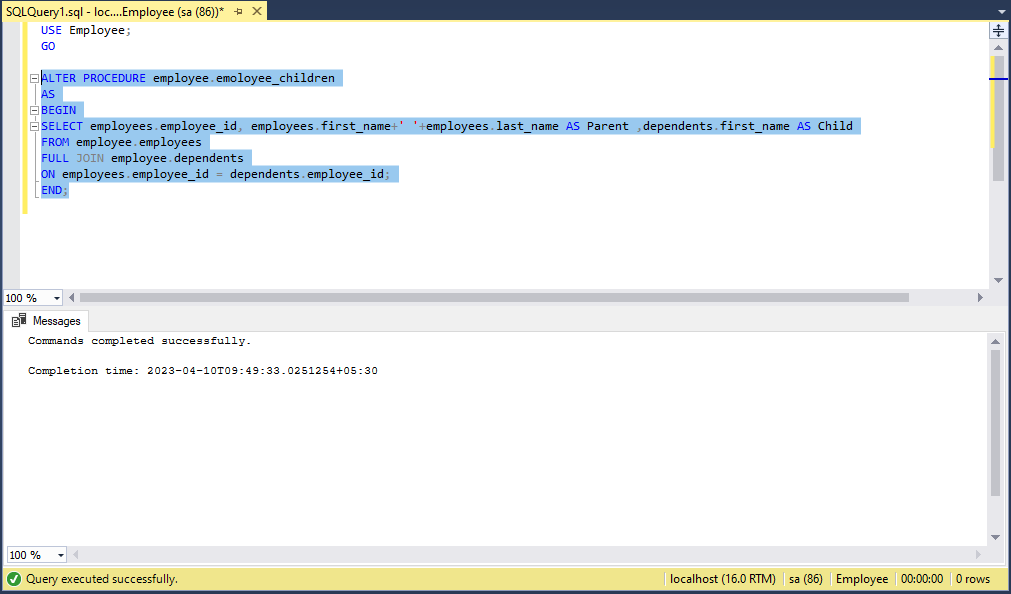 SQLQuery1.sql - loc....Employee (sa (86))*
USE Employee;
GO
ALTER PROCEDURE employee.emoloyee_children
AS
BEGIN
SELECT employees.employee_id, employees.first_name+' '+employees.last_name AS Parent ,dependents.first_name AS Child
FROM employee.employees
FULL JOIN employee.dependents
ON employees.employee_id = dependents.employee_id;
END;
100 %
Messages
Commands completed successfully.
Completion time: 2023-04-10T09:49:33.0251254+05:30
100 %
Query executed successfully.
localhost (16.0 RTM)
sa (86)
Employee
00:00:00
0 rows